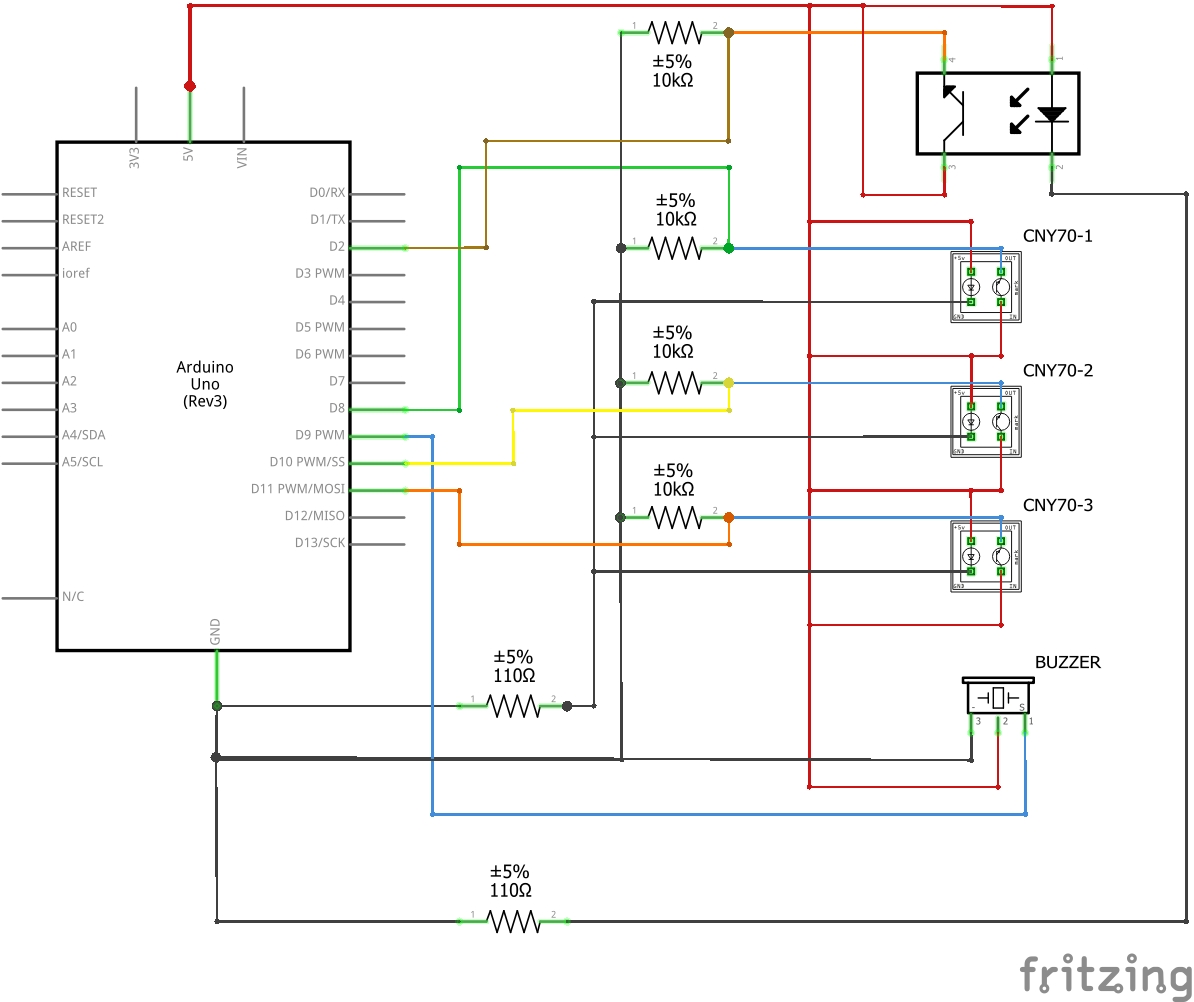 1
2
±5%
10kΩ
4
1
3
2
3V3
5V
VIN
RESET
RESET2
AREF
ioref
A0
A1
A2
A3
A4/SDA
A5/SCL
N/C
Arduino
Uno
(Rev3)
D0/RX
D1/TX
D2
D3 PWM
D4
D5 PWM
D6 PWM
D7
D8
D9 PWM
D10 PWM/SS
D11 PWM/MOSI
D12/MISO
D13/SCK
GND
±5%
10kΩ
1
2
CNY70-1
+5v
OUT
mark
GND
IN
±5%
10kΩ
1
2
CNY70-2
+5v
OUT
mark
GND
IN
±5%
10kΩ
1
2
CNY70-3
+5v
OUT
mark
GND
IN
±5%
110Ω
1
2
BUZZER
-
S
3
2
1
±5%
110Ω
1
2
fritzing